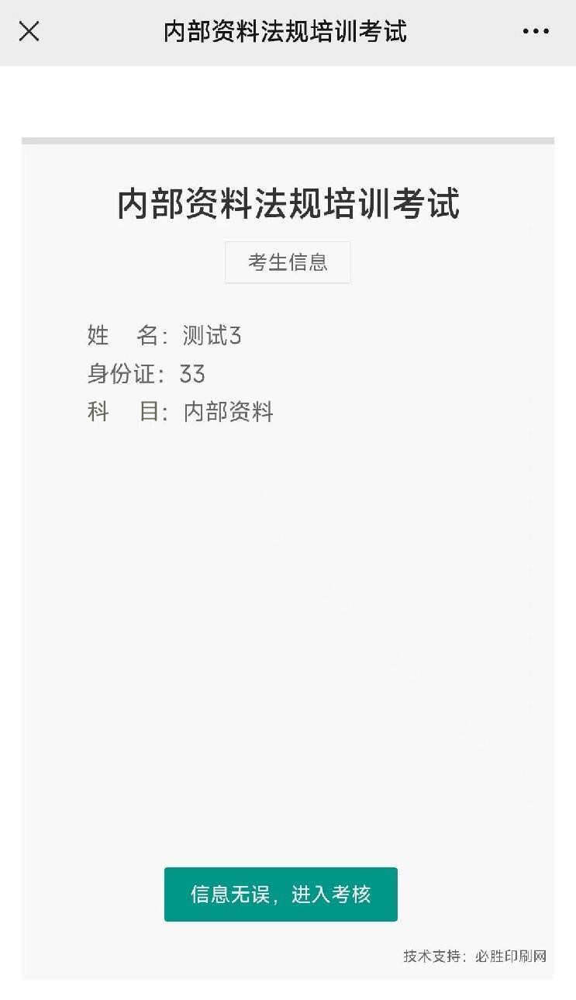 内部资料法规培训考试
内部资料法规培训考试
考生信息
姓 名：测试3
身份证：33
科 目：内部资料
信息无误，进入考核
技术支持：必胜印刷网